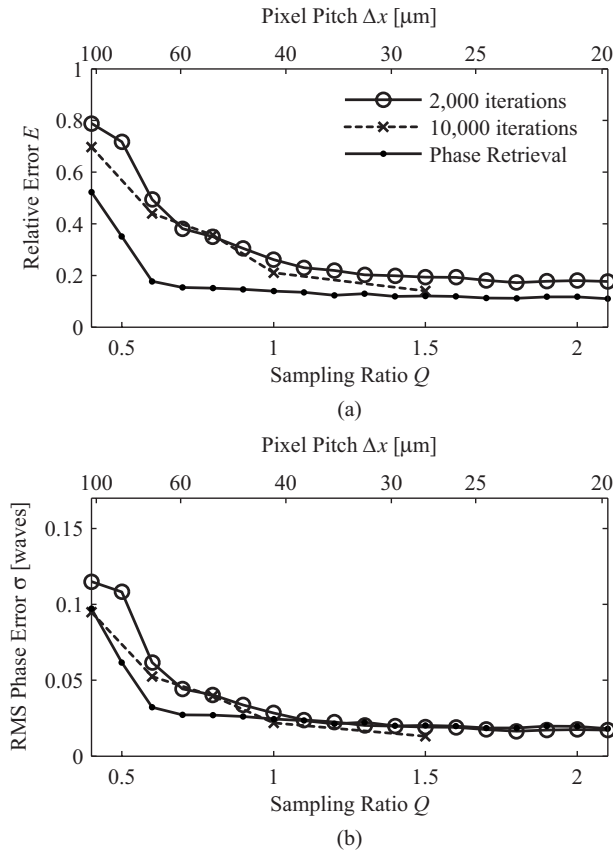 Pixel Pitch Δx [μm]
100 60 40 30 25 20
1
0.8
0.6
0.4
0.2
0
Relative Error E
2,000 iterations
10,000 iterations
Phase Retrieval
0.5 1 1.5 2
Sampling Ratio Q
(a)
Pixel Pitch Δx [μm]
100 60 40 30 25 20
0.15
0.1
0.05
0
RMS Phase Error σ [waves]
0.5 1 1.5 2
Sampling Ratio Q
(b)